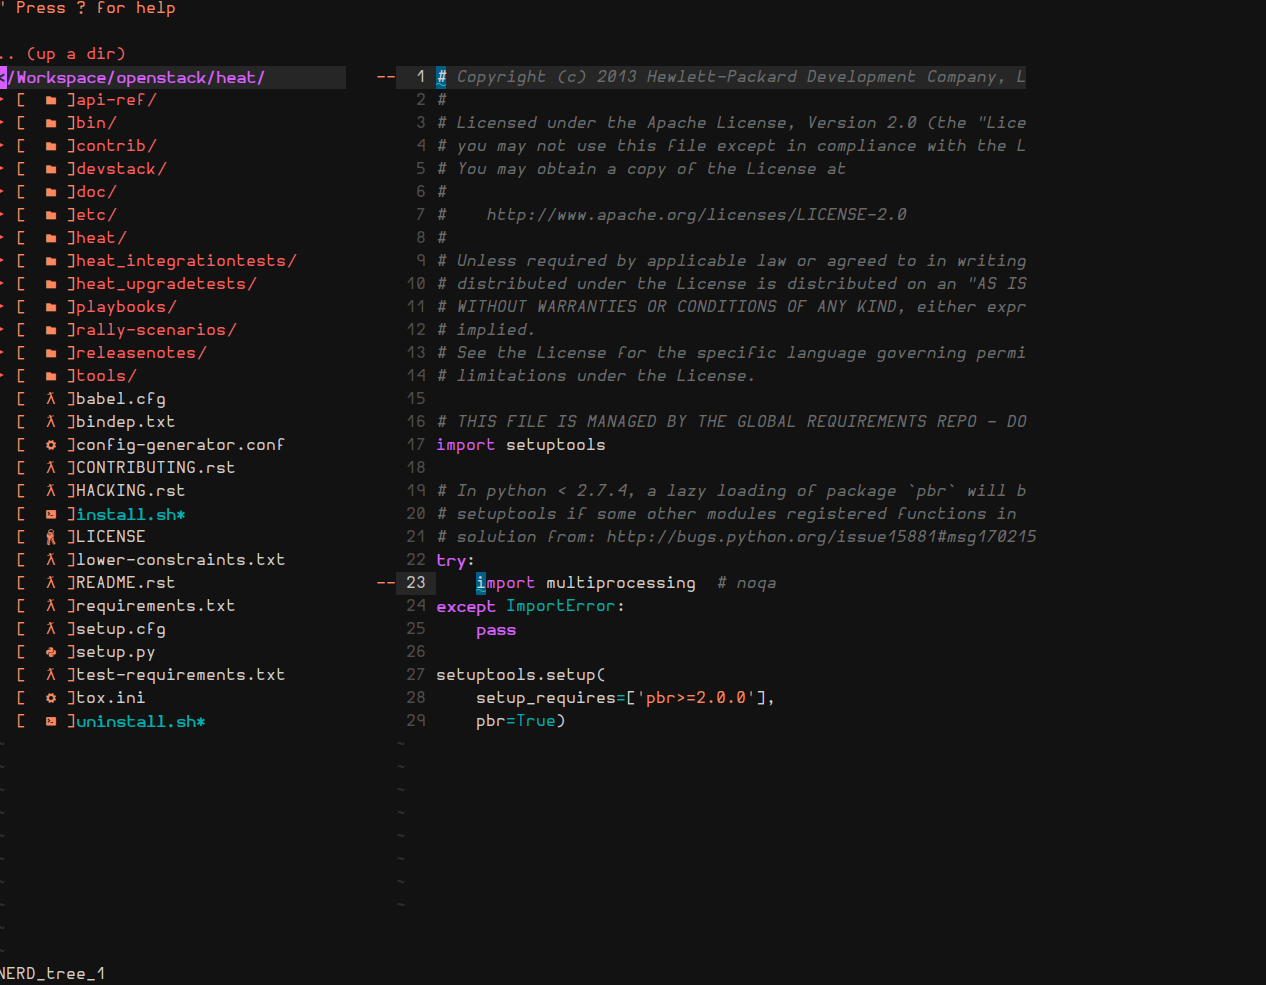 " Press ? for help
.. (up a dir)
</Workspace/openstack/heat/
▸ [ ]api-ref/
▸ [ ]bin/
▸ [ ]contrib/
▸ [ ]devstack/
▸ [ ]doc/
▸ [ ]etc/
▸ [ ]heat/
▸ [ ]heat_integrationtests/
▸ [ ]heat_upgradetests/
▸ [ ]playbooks/
▸ [ ]rally-scenarios/
▸ [ ]releasenotes/
▸ [ ]tools/
[ λ ]babel.cfg
[ λ ]bindep.txt
[ ]config-generator.conf
[ λ ]CONTRIBUTING.rst
[ λ ]HACKING.rst
[ ]install.sh*
[ ]LICENSE
[ λ ]lower-constraints.txt
[ λ ]README.rst
[ λ ]requirements.txt
[ λ ]setup.cfg
[ ]setup.py
[ λ ]test-requirements.txt
[ ]tox.ini
[ ]uninstall.sh*
-- 1 # Copyright (c) 2013 Hewlett-Packard Development Company, L
2 #
3 # Licensed under the Apache License, Version 2.0 (the "Lice
4 # you may not use this file except in compliance with the L
5 # You may obtain a copy of the License at
6 #
7 #    http://www.apache.org/licenses/LICENSE-2.0
8 #
9 # Unless required by applicable law or agreed to in writing
10 # distributed under the License is distributed on an "AS IS
11 # WITHOUT WARRANTIES OR CONDITIONS OF ANY KIND, either expr
12 # implied.
13 # See the License for the specific language governing permi
14 # limitations under the License.
15
16 # THIS FILE IS MANAGED BY THE GLOBAL REQUIREMENTS REPO - DO
17 import setuptools
18
19 # In python < 2.7.4, a lazy loading of package `pbr` will b
20 # setuptools if some other modules registered functions in
21 # solution from: http://bugs.python.org/issue15881#msg170215
22 try:
-- 23     import multiprocessing  # noqa
24 except ImportError:
25     pass
26
27 setuptools.setup(
28     setup_requires=['pbr>=2.0.0'],
29     pbr=True)
NERD_tree_1